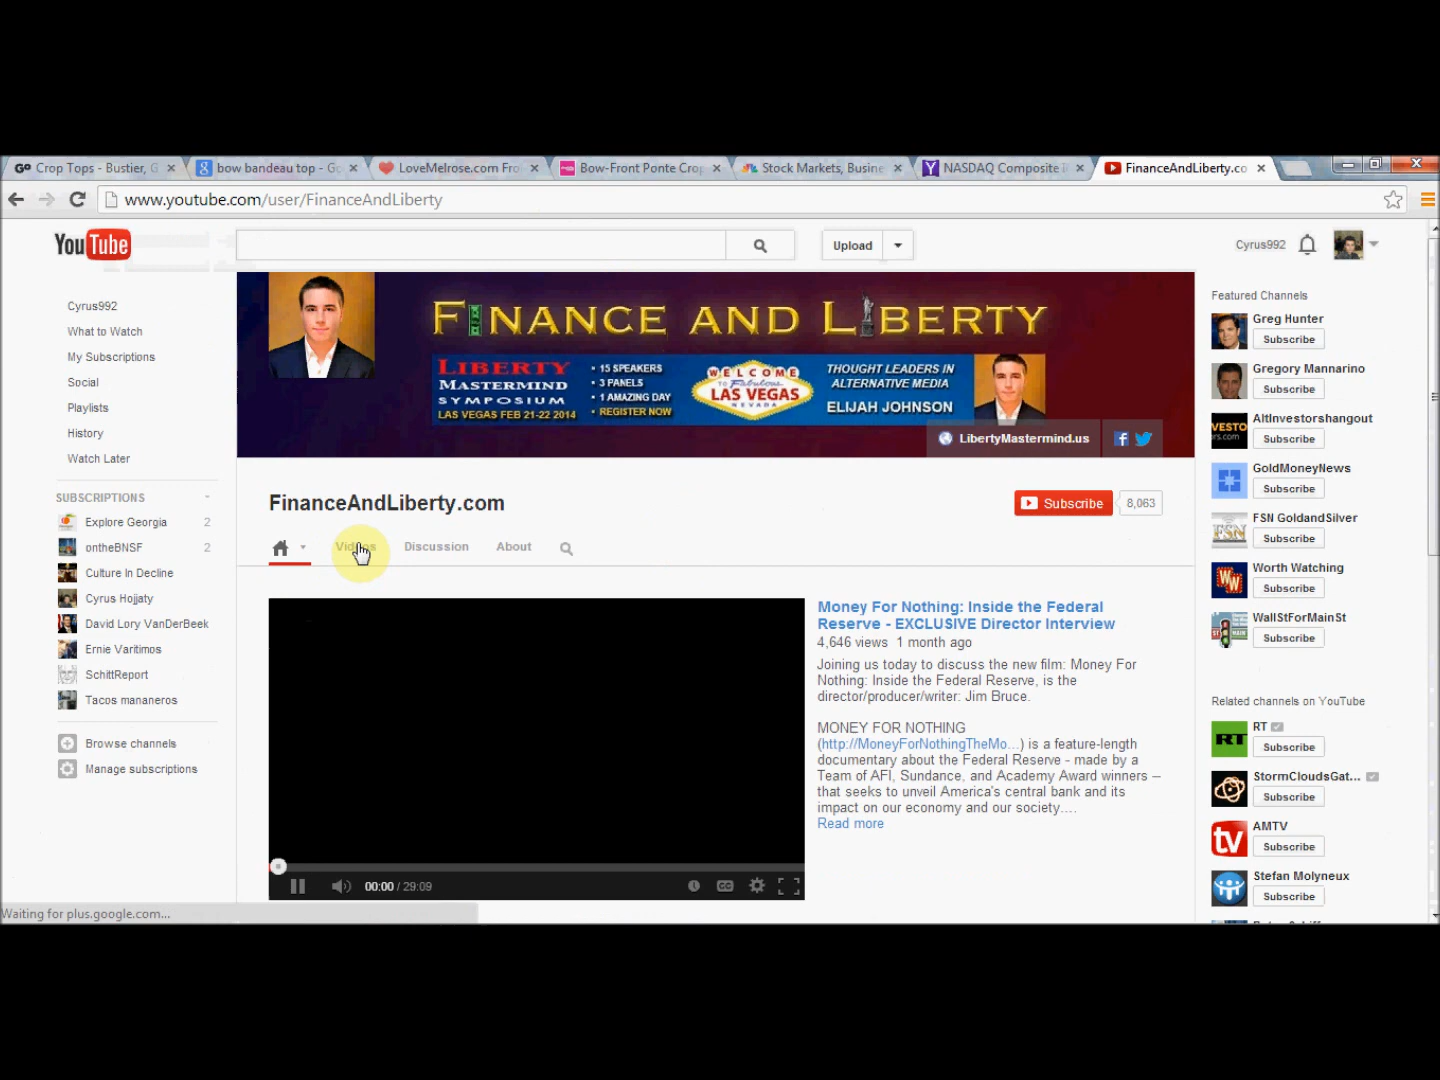 GO Crop Tops - Bustier, G
bow bandeau top - Go
LoveMelrose.com Fro
Bow-Front Ponte Crop
Stock Markets, Busine
NASDAQ Composite I
FinanceAndLiberty.co
www.youtube.com/user/FinanceAndLiberty
YouTube
Upload
Cyrus992
Cyrus992
What to Watch
My Subscriptions
Social
Playlists
History
Watch Later
SUBSCRIPTIONS
Explore Georgia 2
ontheBNSF 2
Culture In Decline
Cyrus Hojjaty
David Lory VanDerBeek
Ernie Varitimos
SchittReport
Tacos mananeros
Browse channels
Manage subscriptions
FINANCE AND LIBERTY
LIBERTY
MASTERMIND
SYMPOSIUM
LAS VEGAS FEB 21-22 2014
• 15 SPEAKERS
• 3 PANELS
• 1 AMAZING DAY
• REGISTER NOW
WELCOME
TO Fabulous
LAS VEGAS
NEVADA
THOUGHT LEADERS IN
ALTERNATIVE MEDIA
ELIJAH JOHNSON
LibertyMastermind.us
FinanceAndLiberty.com
Subscribe 8,063
Videos Discussion About
00:00 / 29:09
CC
Money For Nothing: Inside the Federal
Reserve - EXCLUSIVE Director Interview
4,646 views 1 month ago
Joining us today to discuss the new film: Money For
Nothing: Inside the Federal Reserve, is the
director/producer/writer: Jim Bruce.
MONEY FOR NOTHING
(http://MoneyForNothingTheMo...) is a feature-length
documentary about the Federal Reserve - made by a
Team of AFI, Sundance, and Academy Award winners –
that seeks to unveil America's central bank and its
impact on our economy and our society....
Read more
Featured Channels
Greg Hunter
Subscribe
Gregory Mannarino
Subscribe
AltInvestorshangout
Subscribe
GoldMoneyNews
Subscribe
FSN GoldandSilver
Subscribe
Worth Watching
Subscribe
WallStForMainSt
Subscribe
Related channels on YouTube
RT
Subscribe
StormCloudsGat...
Subscribe
AMTV
Subscribe
Stefan Molyneux
Subscribe
Waiting for plus.google.com...